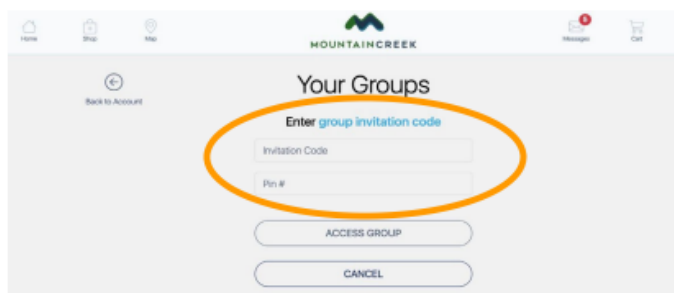 Home
Shop
Map
MOUNTAINCREEK
5
Messages
Cart
Back to Account
Your Groups
Enter group invitation code
Invitation Code
Pin #
ACCESS GROUP
CANCEL